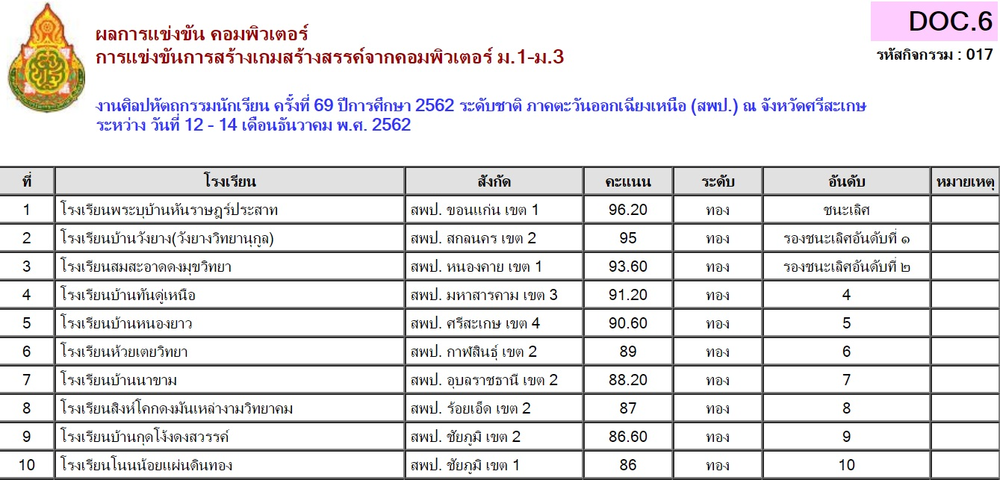 DOC.6
ผลการแข่งขัน คอมพิวเตอร์
การแข่งขันการสร้างเกมสร้างสรรค์จากคอมพิวเตอร์ ม.1-ม.3
รหัสกิจกรรม : 017
งานศิลปหัตถกรรมนักเรียน ครั้งที่ 69 ปีการศึกษา 2562 ระดับชาติ ภาคตะวันออกเฉียงเหนือ (สพป.) ณ จังหวัดศรีสะเกษ
ระหว่าง วันที่ 12 - 14 เดือนธันวาคม พ.ศ. 2562
ที่ โรงเรียน สังกัด คะแนน ระดับ อันดับ หมายเหตุ
1 โรงเรียนพระบุบ้านหันราษฎร์ประสาท สพป. ขอนแก่น เขต 1 96.20 ทอง ชนะเลิศ
2 โรงเรียนบ้านวังยาง(วังยางวิทยานุกูล) สพป. สกลนคร เขต 2 95 ทอง รองชนะเลิศอันดับที่ ๑
3 โรงเรียนสมสะอาดดงมุขวิทยา สพป. หนองคาย เขต 1 93.60 ทอง รองชนะเลิศอันดับที่ ๒
4 โรงเรียนบ้านทันดู่เหนือ สพป. มหาสารคาม เขต 3 91.20 ทอง 4
5 โรงเรียนบ้านหนองยาว สพป. ศรีสะเกษ เขต 4 90.60 ทอง 5
6 โรงเรียนห้วยเตยวิทยา สพป. กาฬสินธุ์ เขต 2 89 ทอง 6
7 โรงเรียนบ้านนาขาม สพป. อุบลราชธานี เขต 2 88.20 ทอง 7
8 โรงเรียนสิงห์โคกดงมันเหล่างามวิทยาคม สพป. ร้อยเอ็ด เขต 2 87 ทอง 8
9 โรงเรียนบ้านกุดโง้งดงสวรรค์ สพป. ชัยภูมิ เขต 2 86.60 ทอง 9
10 โรงเรียนโนนน้อยแผ่นดินทอง สพป. ชัยภูมิ เขต 1 86 ทอง 10